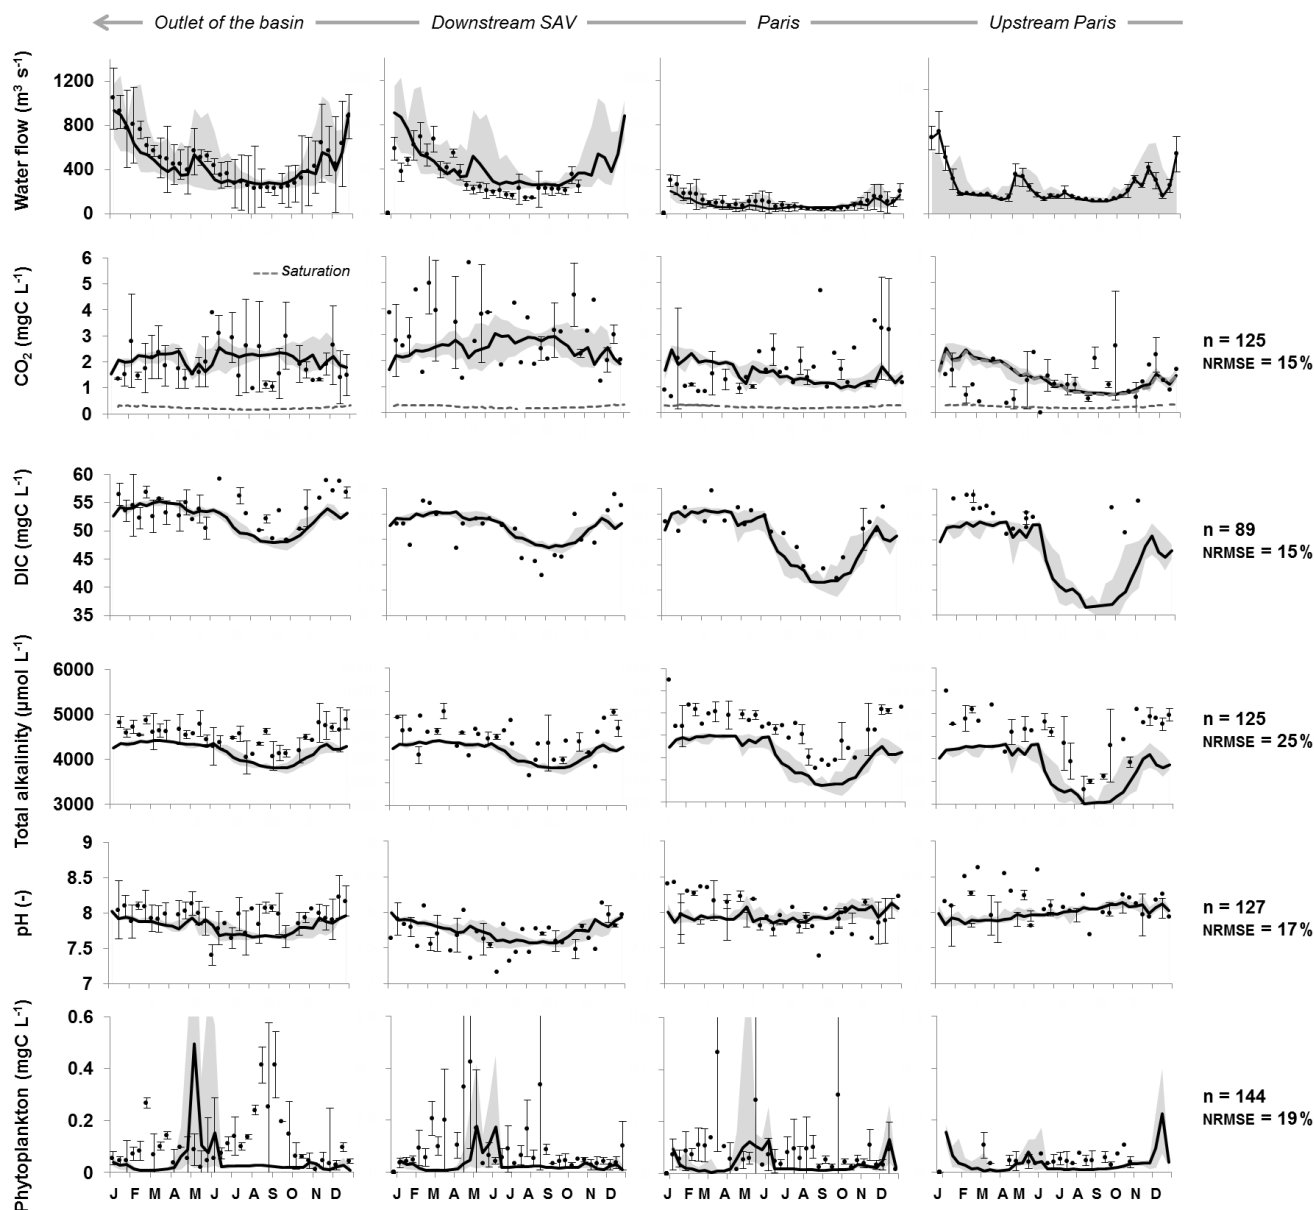 Outlet of the basin Downstream SAV Paris Upstream Paris
Water flow (m³ s⁻¹)
1200
800
400
0
CO₂ (mgC L⁻¹)
6
5
4
3
2
1
0
Saturation
n = 125
NRMSE = 15%
DIC (mgC L⁻¹)
60
55
50
45
40
35
n = 89
NRMSE = 15%
Total alkalinity (µmol L⁻¹)
6000
5000
4000
3000
n = 125
NRMSE = 25%
pH (-)
9
8.5
8
7.5
7
n = 127
NRMSE = 17%
Phytoplankton (mgC L⁻¹)
0.6
0.4
0.2
0
n = 144
NRMSE = 19%
J F M A M J J A S O N D J F M A M J J A S O N D J F M A M J J A S O N D J F M A M J J A S O N D